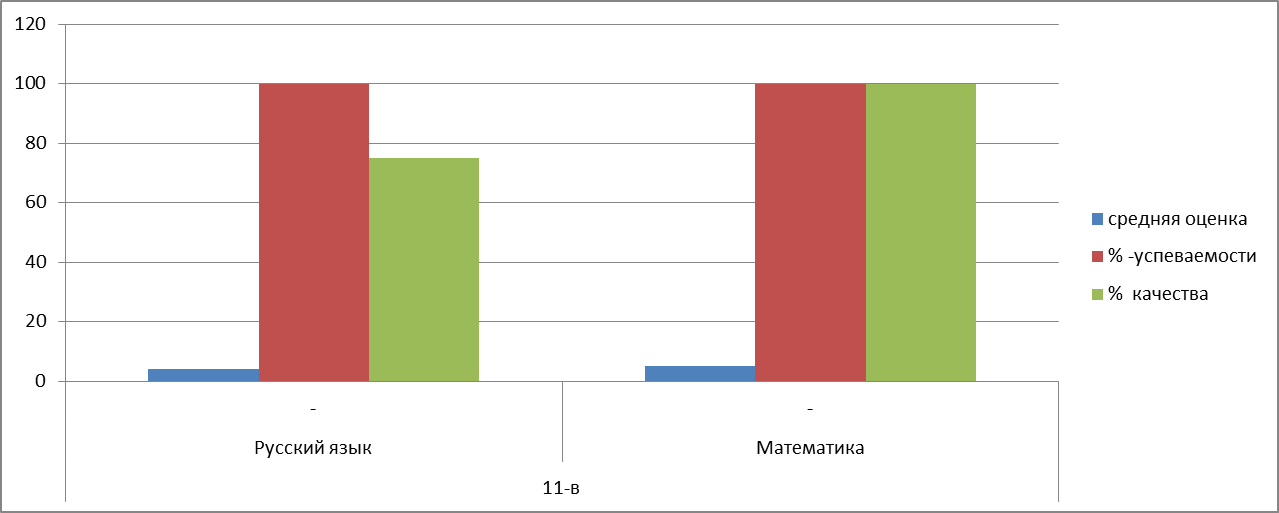 120
100
80
60
40
20
0
-
-
Русский язык
Математика
11-в
средняя оценка
% -успеваемости
%  качества